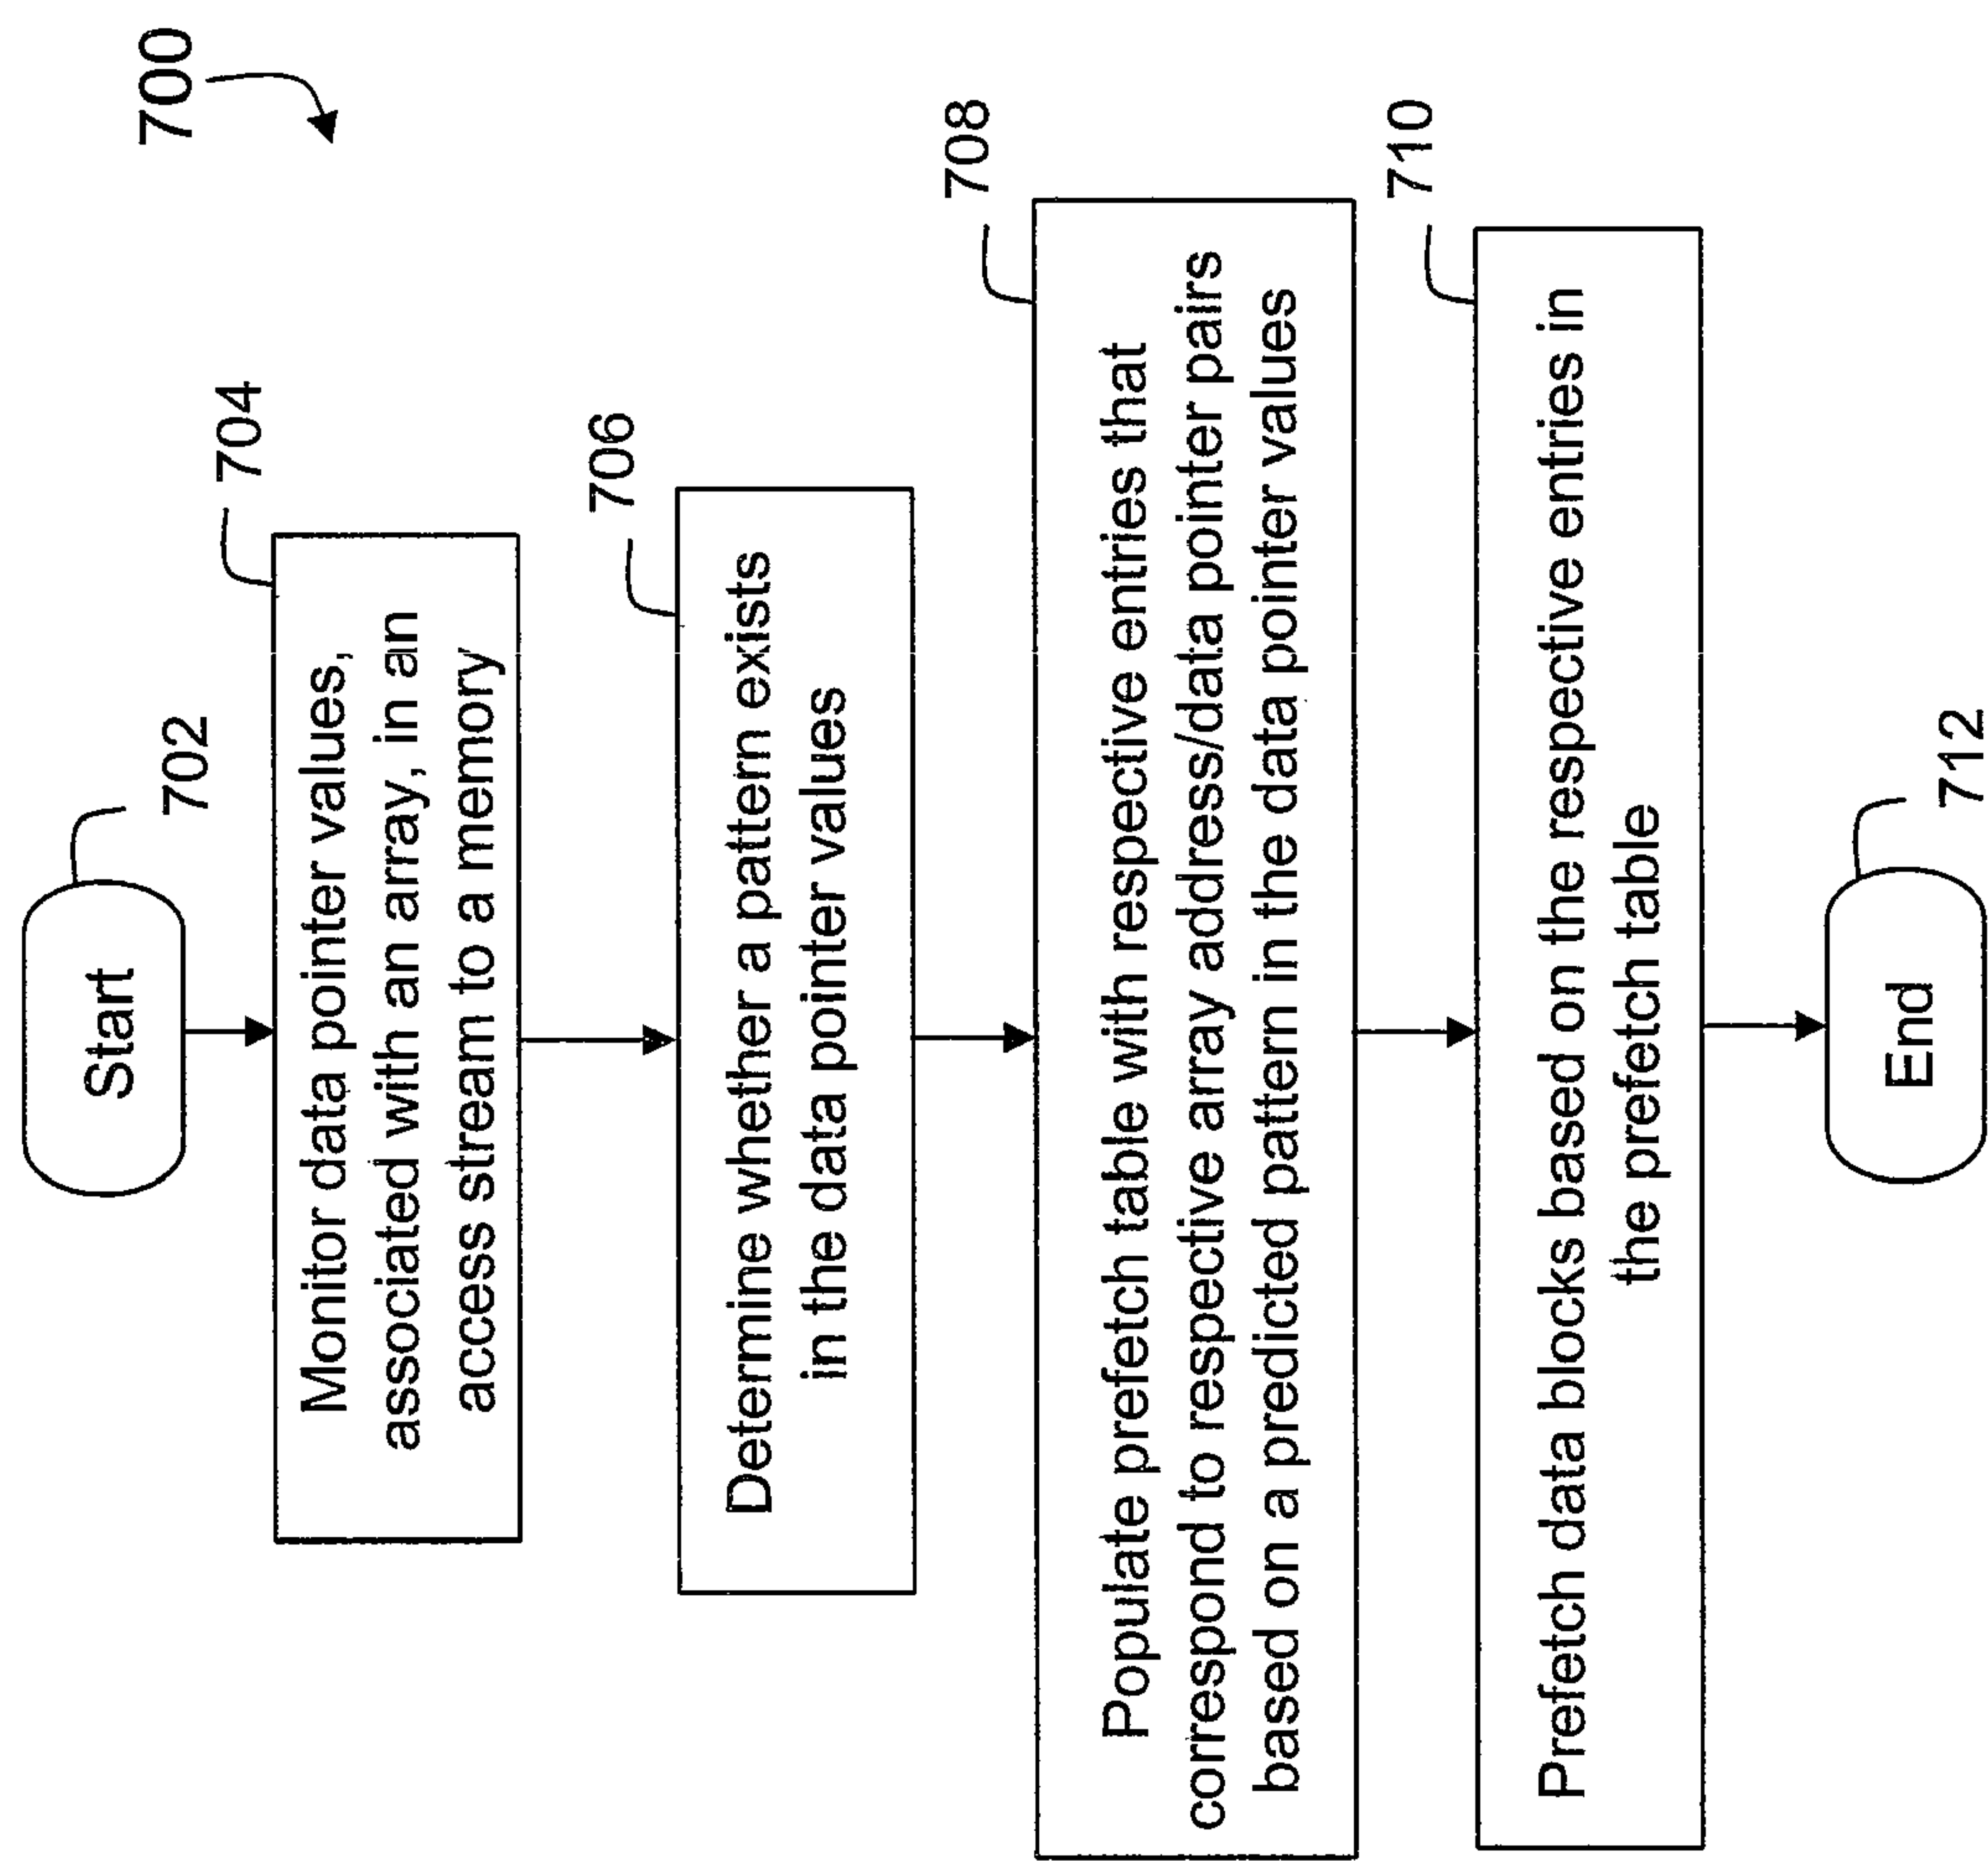 700
Start
702
Monitor data pointer values,
associated with an array, in an
access stream to a memory
704
Determine whether a pattern exists
in the data pointer values
706
Populate prefetch table with respective entries that
correspond to respective array address/data pointer pairs
based on a predicted pattern in the data pointer values
708
Prefetch data blocks based on the respective entries in
the prefetch table
710
End
712